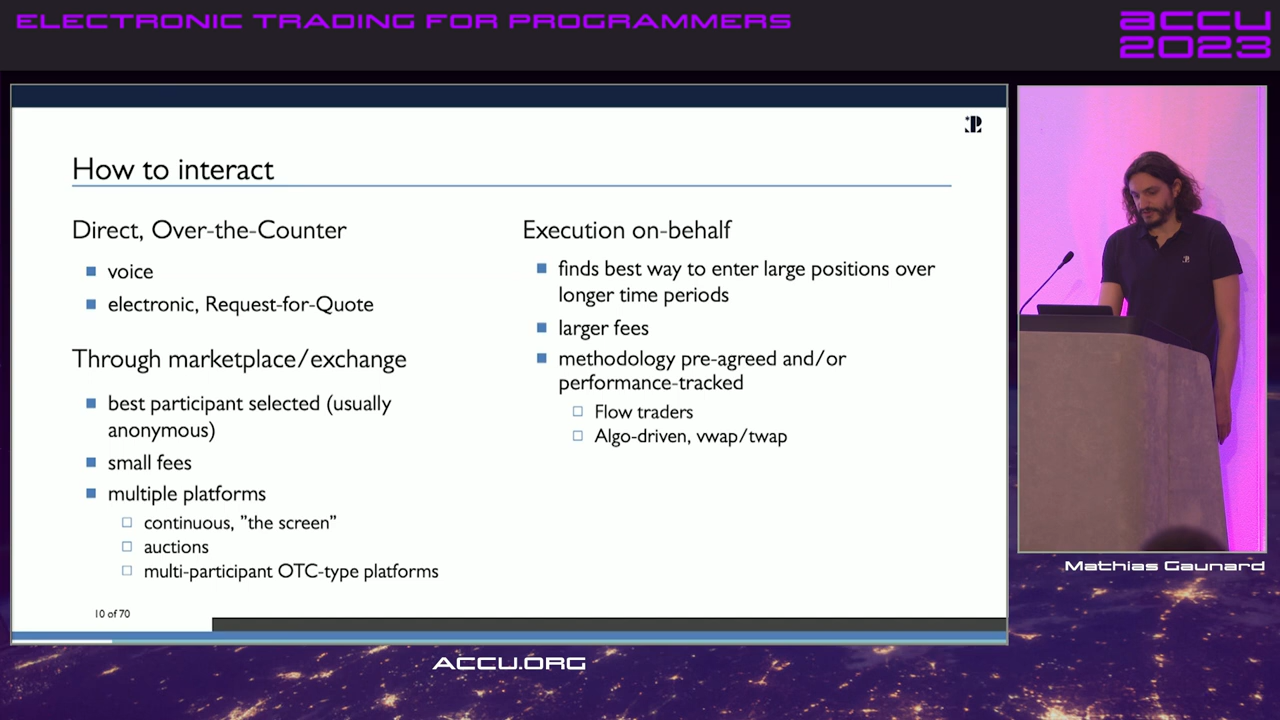 ELECTRONIC TRADING FOR PROGRAMMERS
accu
2023
How to interact
Direct, Over-the-Counter
voice
electronic, Request-for-Quote
Through marketplace/exchange
best participant selected (usually
anonymous)
small fees
multiple platforms
continuous, ”the screen”
auctions
multi-participant OTC-type platforms
Execution on-behalf
finds best way to enter large positions over
longer time periods
larger fees
methodology pre-agreed and/or
performance-tracked
Flow traders
Algo-driven, vwap/twap
10 of 70
Mathias Gaunard
ACCU.ORG